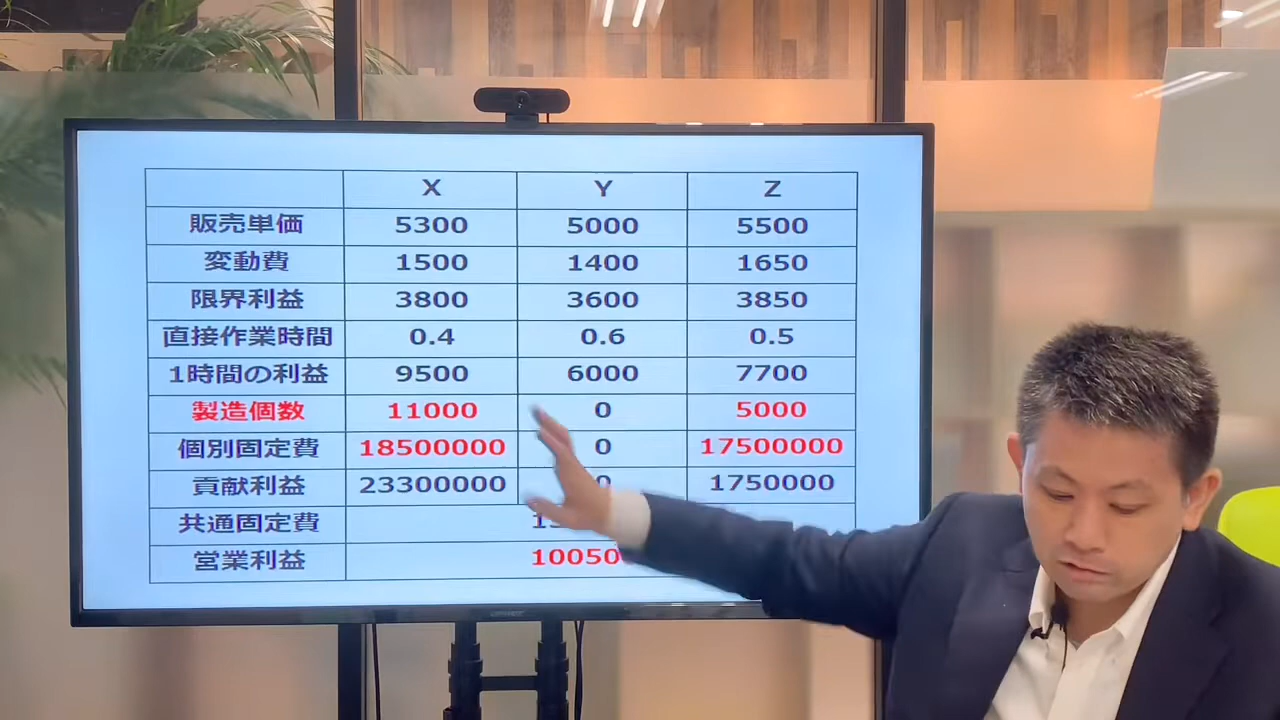 X Y Z
販売単価 5300 5000 5500
変動費 1500 1400 1650
限界利益 3800 3600 3850
直接作業時間 0.4 0.6 0.5
1時間の利益 9500 6000 7700
製造個数 11000 0 5000
個別固定費 18500000 0 17500000
貢献利益 23300000 0 1750000
共通固定費
営業利益 10050